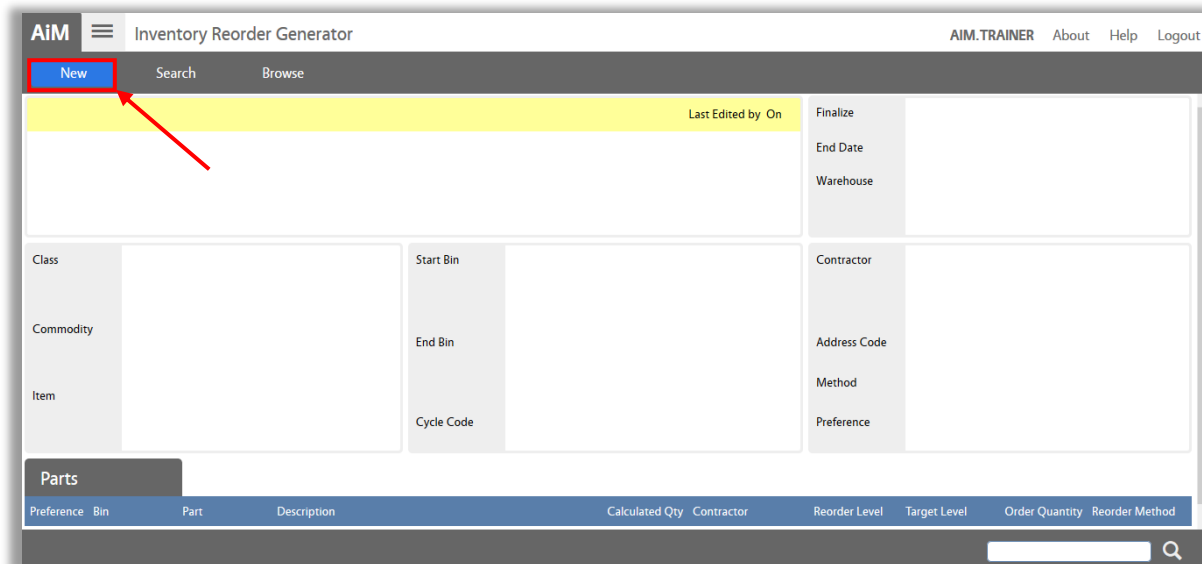 AiM Inventory Reorder Generator AIM.TRAINER About Help Logout
New Search Browse
Last Edited by On
Finalize
End Date
Warehouse
Class
Commodity
Item
Start Bin
End Bin
Cycle Code
Contractor
Address Code
Method
Preference
Parts
Preference Bin Part Description Calculated Qty Contractor Reorder Level Target Level Order Quantity Reorder Method